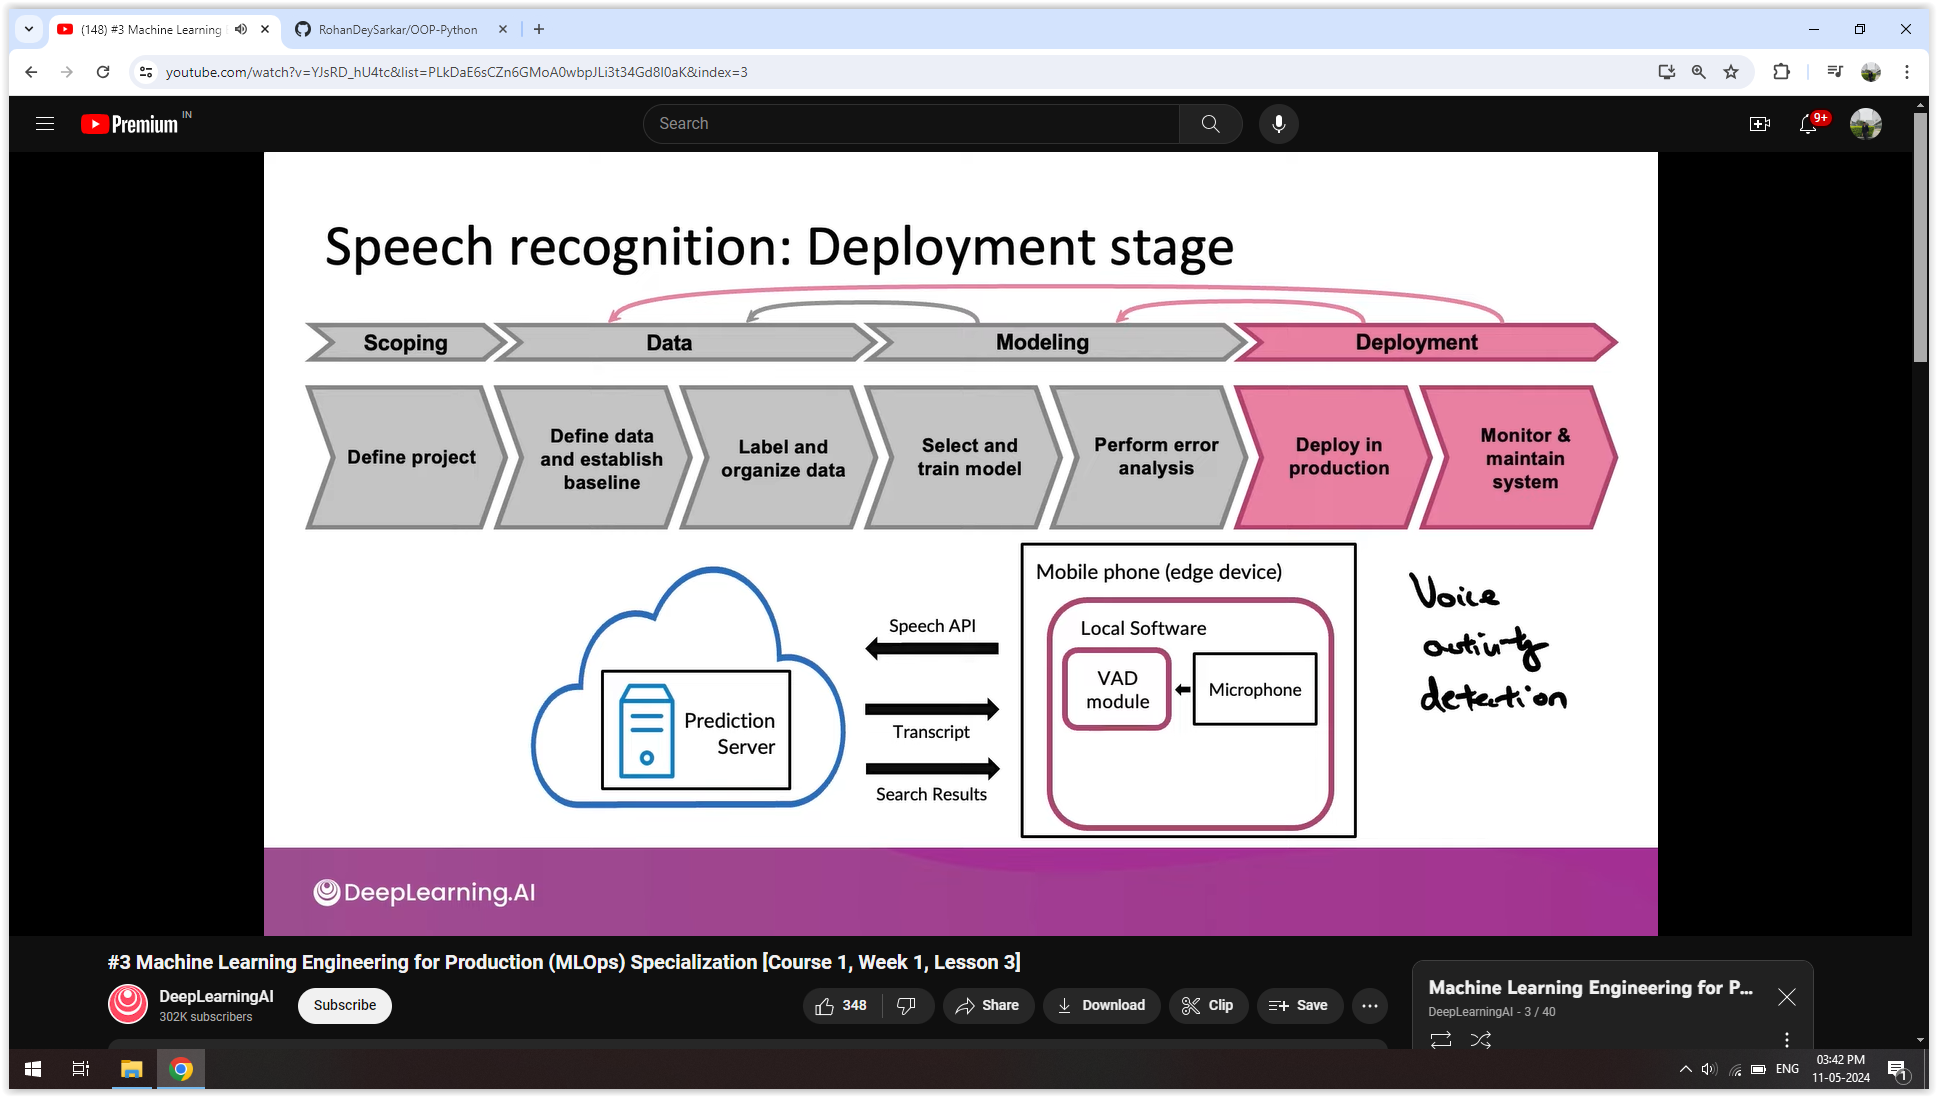 (148) #3 Machine Learning
RohanDeySarkar/OOP-Python
youtube.com/watch?v=YJsRD_hU4tc&list=PLkDaE6sCZn6GMoA0wbpJLi3t34Gd8l0aK&index=3
Premium IN
Search
9+
Speech recognition: Deployment stage
Scoping
Data
Modeling
Deployment
Define project
Define data
and establish
baseline
Label and
organize data
Select and
train model
Perform error
analysis
Deploy in
production
Monitor &
maintain
system
Prediction
Server
Speech API
Transcript
Search Results
Mobile phone (edge device)
Local Software
VAD
module
Microphone
Voice
activity
detection
DeepLearning.AI
#3 Machine Learning Engineering for Production (MLOps) Specialization [Course 1, Week 1, Lesson 3]
DeepLearningAI
302K subscribers
Subscribe
348
Share
Download
Clip
Save
Machine Learning Engineering for P...
DeepLearningAI - 3 / 40
ENG
03:42 PM
11-05-2024
1